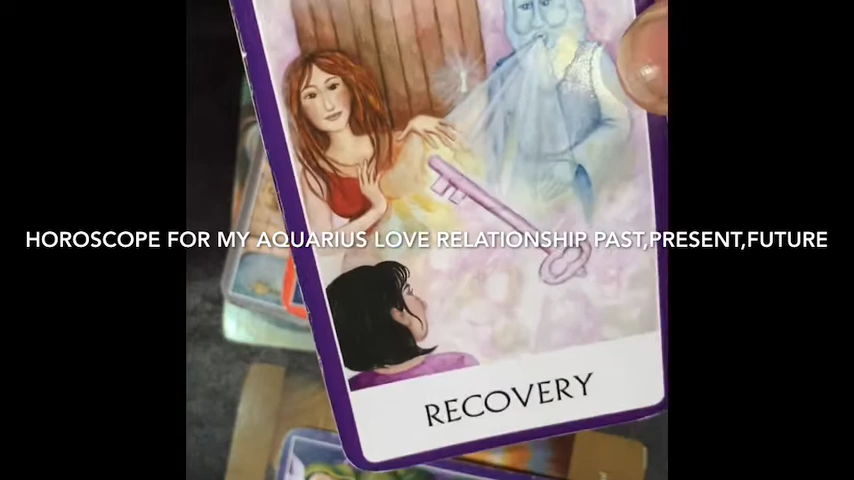 HOROSCOPE FOR MY AQUARIUS LOVE RELATIONSHIP PAST,PRESENT,FUTURE
RECOVERY